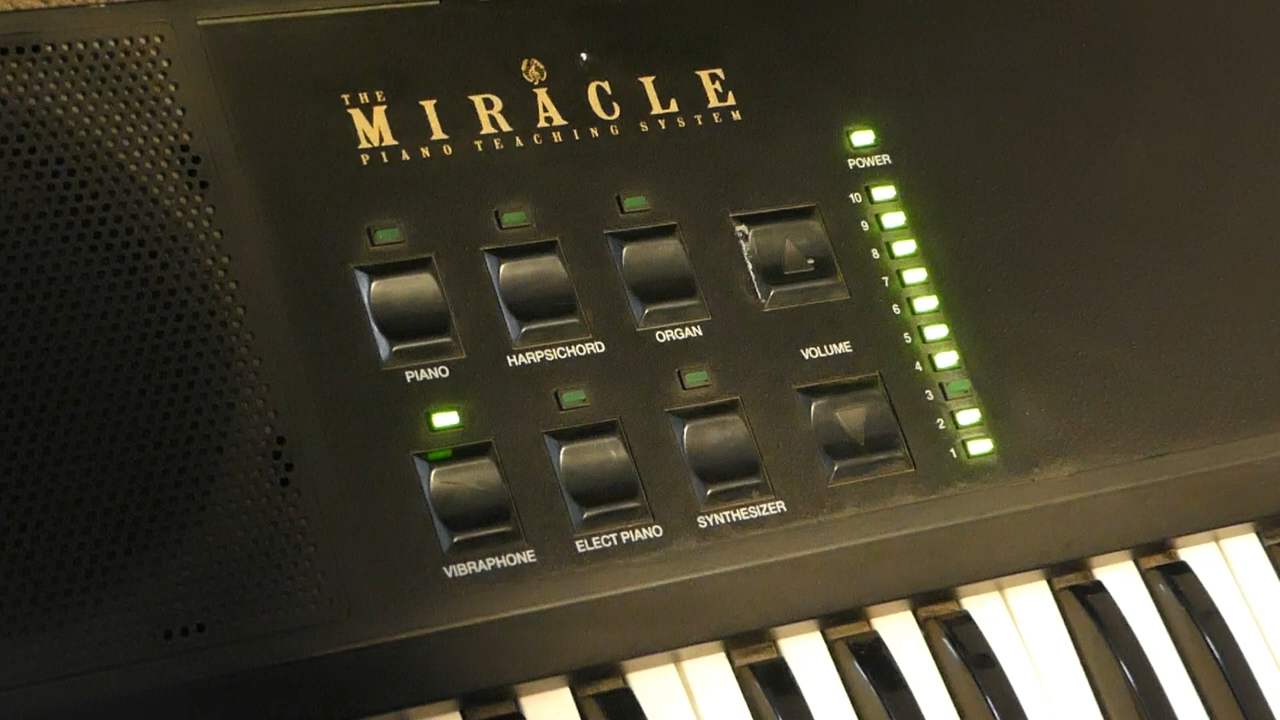 THE
MIRACLE
PIANO TEACHING SYSTEM
POWER
10
9
8
7
6
5
4
3
2
1
PIANO
HARPSICHORD
ORGAN
VOLUME
VIBRAPHONE
ELECT PIANO
SYNTHESIZER